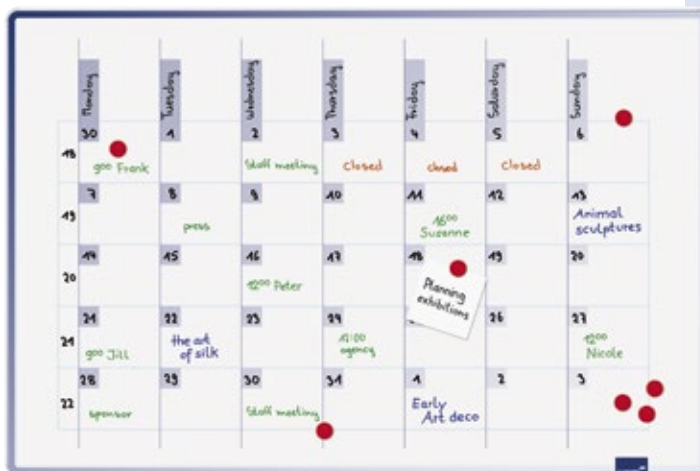 Monday Tuesday Wednesday Thursday Friday Saturday Sunday
30 1 2 3 4 5 6
18
9⁰⁰ Frank Staff meeting closed closed closed
7 8 9 10 11 12 13
19
press 16⁰⁰ Susanne Animal sculptures
14 15 16 17 18 19 20
20
12⁰⁰ Peter Planning exhibitions
21 22 23 24 26 27
21
9⁰⁰ Jill the art of silk 17:00 agency 12⁰⁰ Nicole
28 29 30 31 1 2 3
22
sponsor Staff meeting Early Art deco